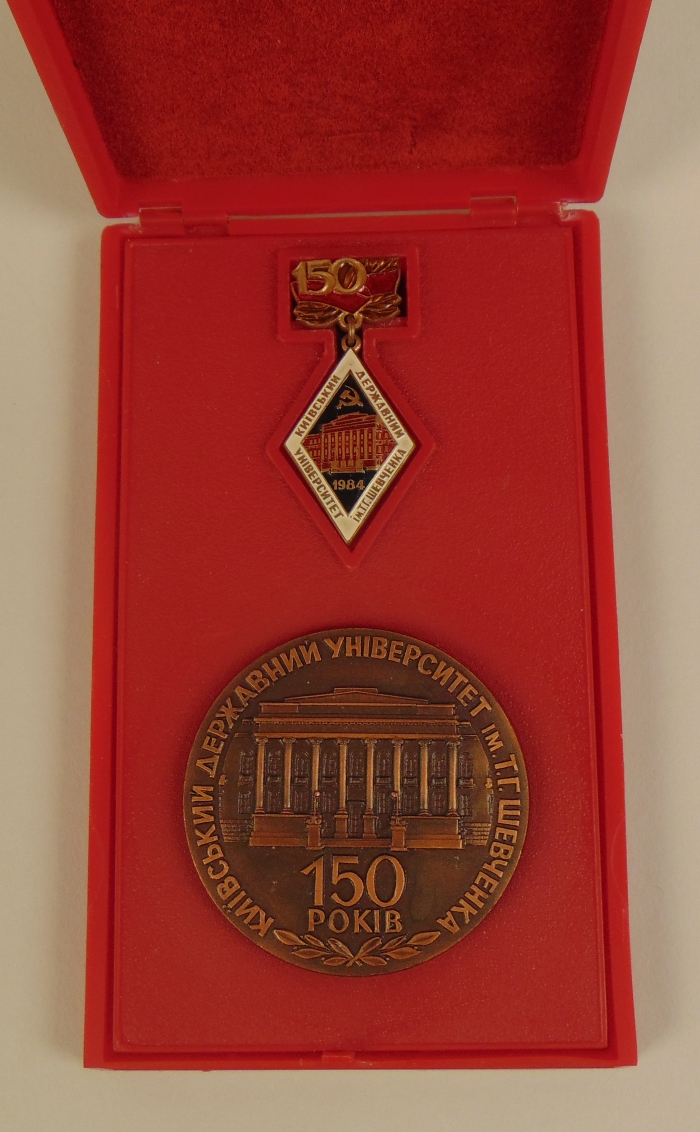 150
КИЇВСЬКИЙ
ДЕРЖАВНИЙ
УНІВЕРСИТЕТ
ім.Т.Г.ШЕВЧЕНКА
1984
КИЇВСЬКИЙ ДЕРЖАВНИЙ УНІВЕРСИТЕТ ІМ. Т. Г. ШЕВЧЕНКА
150
РОКІВ